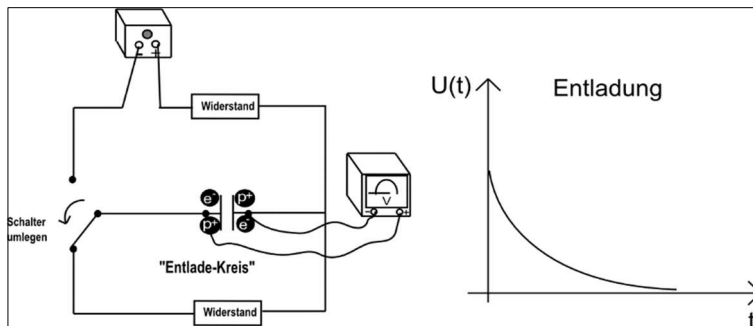 - +
Widerstand
U(t)
Entladung
e- p+
p+ e-
V
- +
Schalter
umlegen
"Entlade-Kreis"
Widerstand
t